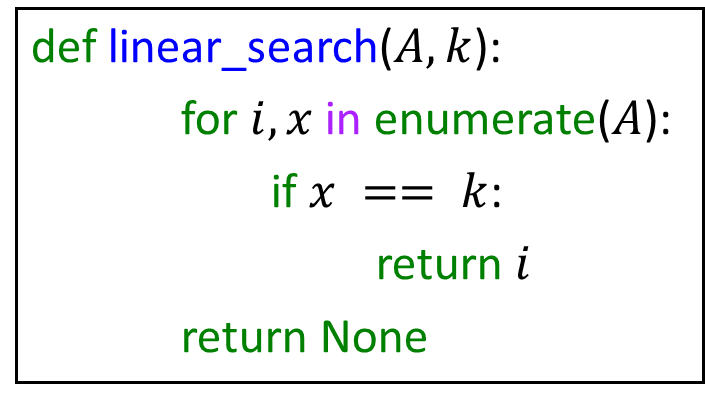 def linear_search(A, k):
for i, x in enumerate(A):
if x == k:
return i
return None